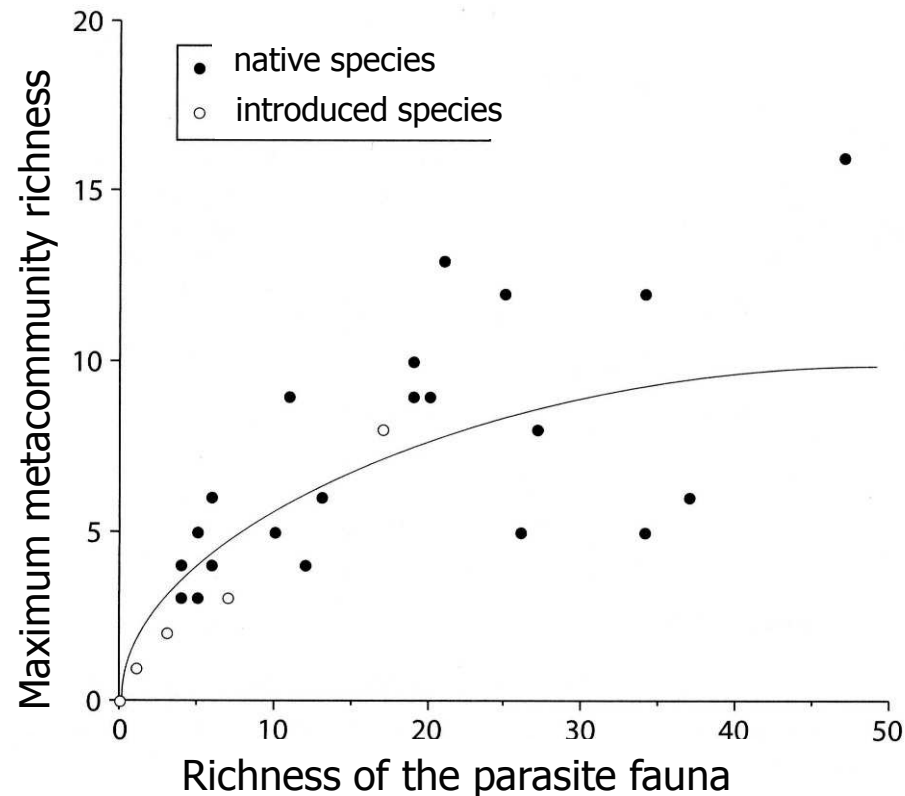 20
native species
introduced species
15
10
5
0
Maximum metacommunity richness
0 10 20 30 40 50
Richness of the parasite fauna